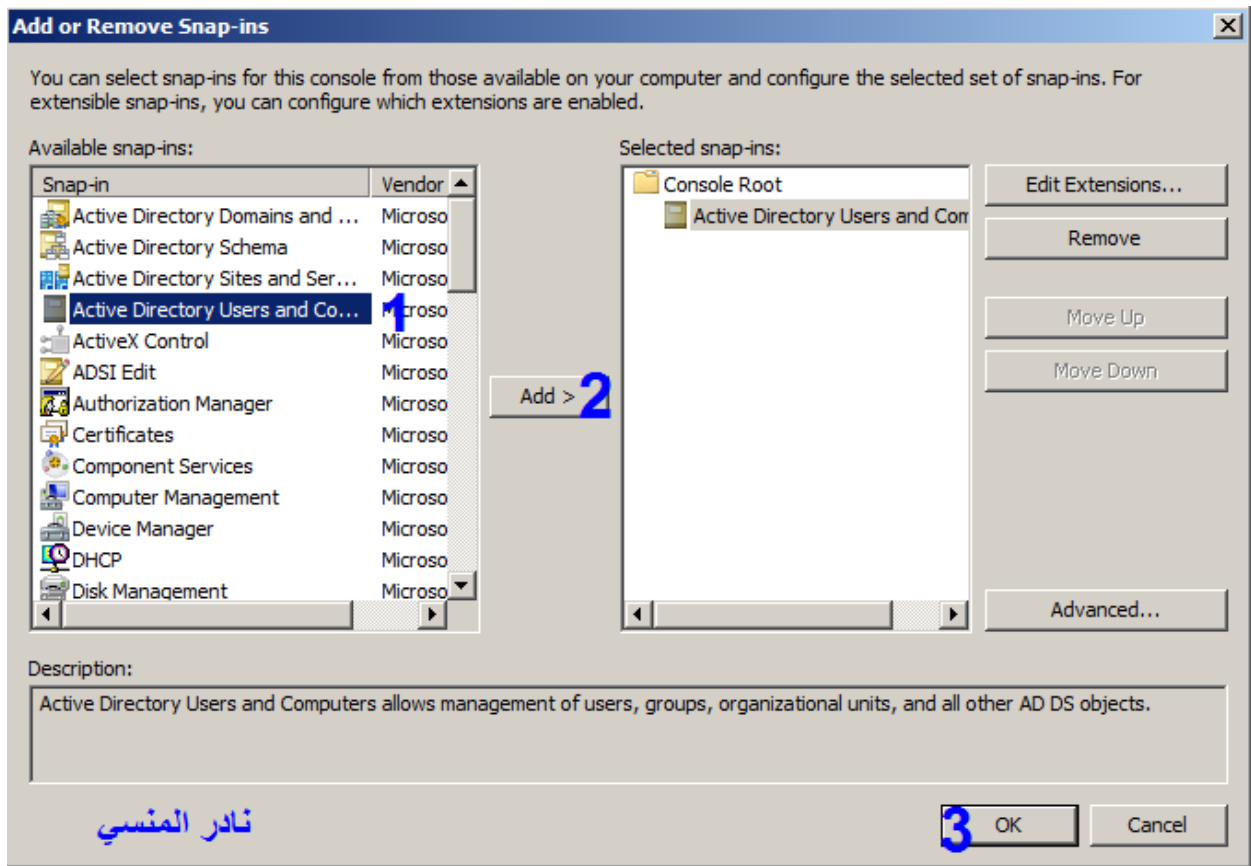 Add or Remove Snap-ins
You can select snap-ins for this console from those available on your computer and configure the selected set of snap-ins. For
extensible snap-ins, you can configure which extensions are enabled.
Available snap-ins:
Snap-in Vendor
Active Directory Domains and ... Microso
Active Directory Schema Microso
Active Directory Sites and Ser... Microso
Active Directory Users and Co... 1 Microso
ActiveX Control Microso
ADSI Edit Microso
Authorization Manager Microso
Certificates Microso
Component Services Microso
Computer Management Microso
Device Manager Microso
DHCP Microso
Disk Management Microso
Add > 2
Selected snap-ins:
Console Root
Active Directory Users and Com
Edit Extensions...
Remove
Move Up
Move Down
Advanced...
Description:
Active Directory Users and Computers allows management of users, groups, organizational units, and all other AD DS objects.
نادر المنسي
3 OK
Cancel